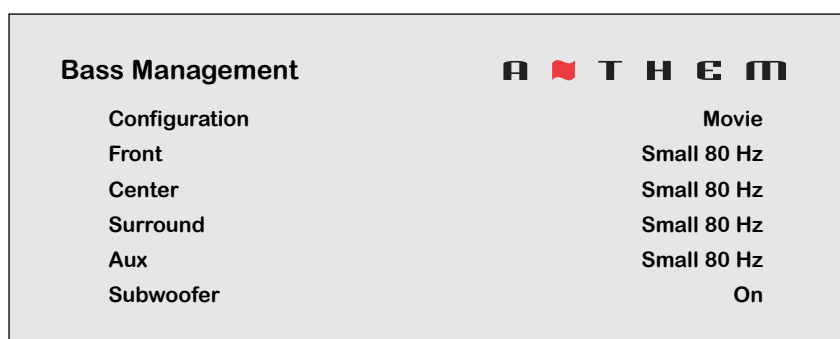 Bass Management ANTHEM
Configuration Movie
Front Small 80 Hz
Center Small 80 Hz
Surround Small 80 Hz
Aux Small 80 Hz
Subwoofer On